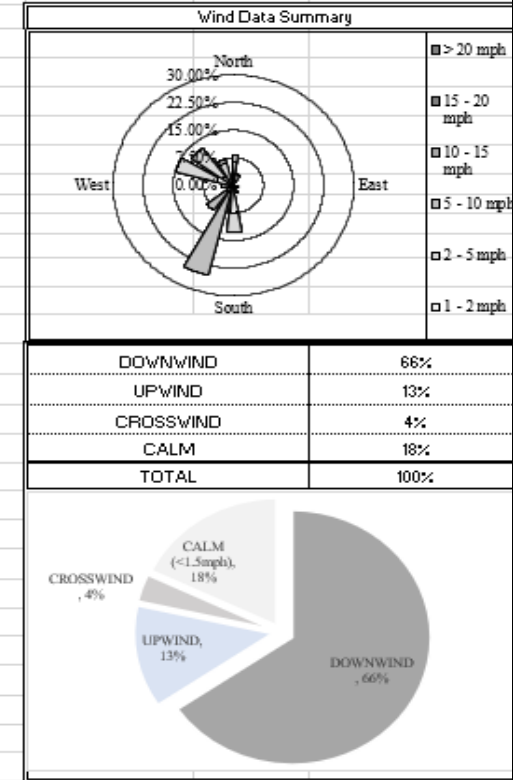 Wind Data Summary
North
30.00%
22.50%
15.00%
7.50%
0.00%
West
East
South
> 20 mph
15 - 20
mph
10 - 15
mph
5 - 10 mph
2 - 5 mph
1 - 2 mph
DOWNWIND 66%
UPWIND 13%
CROSSWIND 4%
CALM 18%
TOTAL 100%
CALM
(<1.5mph),
18%
CROSSWIND
, 4%
UPWIND,
13%
DOWNWIND
, 66%